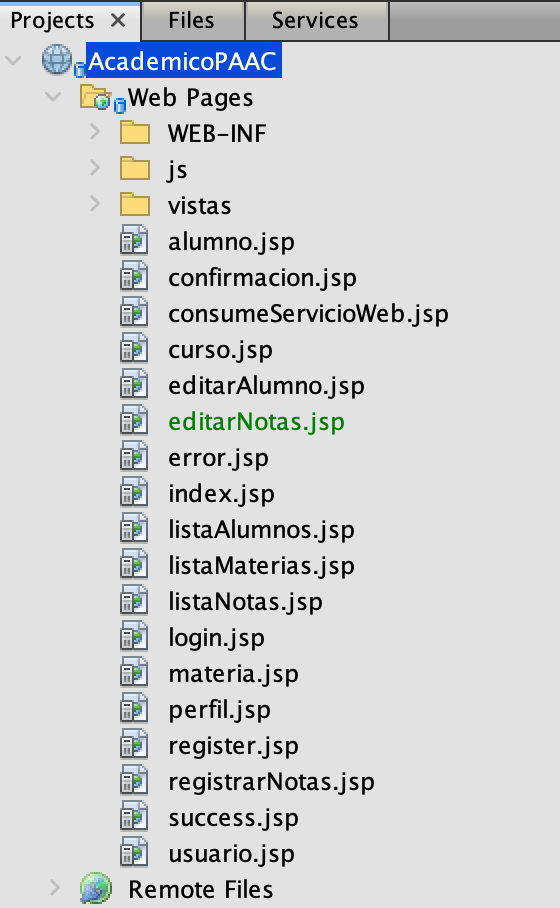 Projects Files Services
AcademicoPAAC
Web Pages
WEB-INF
js
vistas
alumno.jsp
confirmacion.jsp
consumeServicioWeb.jsp
curso.jsp
editarAlumno.jsp
editarNotas.jsp
error.jsp
index.jsp
listaAlumnos.jsp
listaMaterias.jsp
listaNotas.jsp
login.jsp
materia.jsp
perfil.jsp
register.jsp
registrarNotas.jsp
success.jsp
usuario.jsp
Remote Files